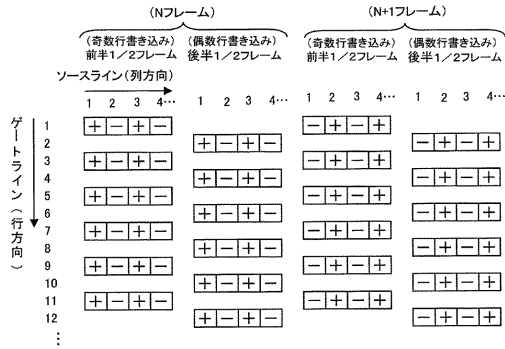 (Nフレーム)
(N+1フレーム)
(奇数行書き込み) (偶数行書き込み) (奇数行書き込み) (偶数行書き込み)
前半1/2フレーム 後半1/2フレーム 前半1/2フレーム 後半1/2フレーム
ソースライン(列方向)
1 2 3 4… 1 2 3 4… 1 2 3 4… 1 2 3 4…
ゲートライン(行方向)
1 + − + − − + − +
2 + − + − − + − +
3 + − + − − + − +
4 + − + − − + − +
5 + − + − − + − +
6 + − + − − + − +
7 + − + − − + − +
8 + − + − − + − +
9 + − + − − + − +
10 + − + − − + − +
11 + − + − − + − +
12 + − + − − + − +
⋮